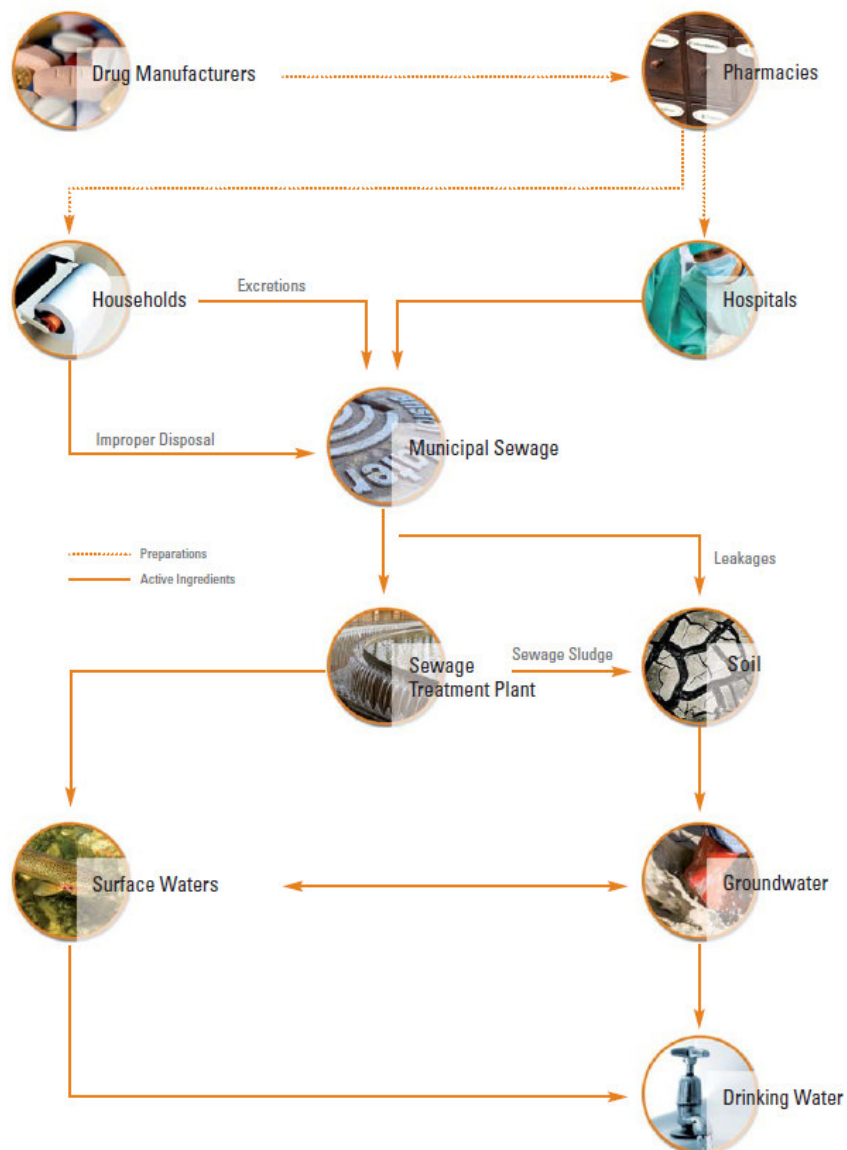 Drug Manufacturers
Pharmacies
Households
Excretions
Hospitals
Improper Disposal
Municipal Sewage
Preparations
Active Ingredients
Leakages
Sewage
Treatment Plant
Sewage Sludge
Soil
Surface Waters
Groundwater
Drinking Water